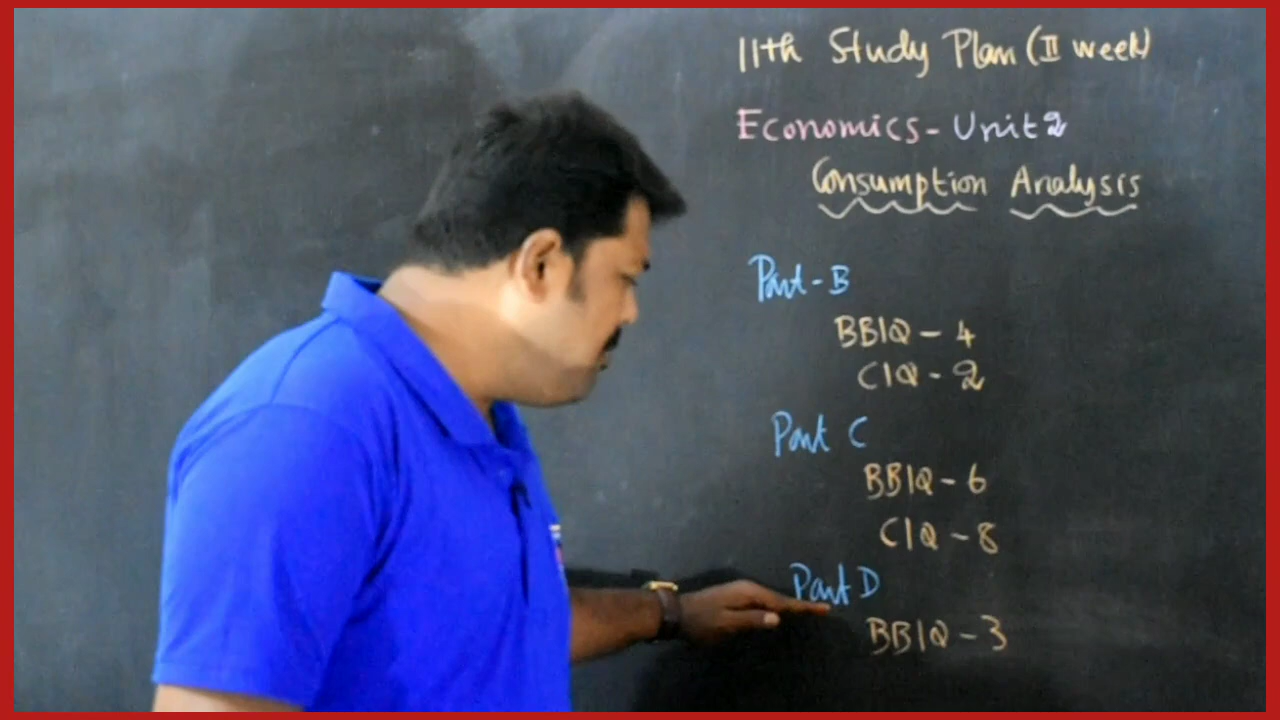 11th Study Plan (II week)
Economics - Unit 2
Consumption Analysis
Part - B
BBIQ - 4
CIQ - 2
Part C
BBIQ - 6
CIQ - 8
Part D
BBIQ - 3